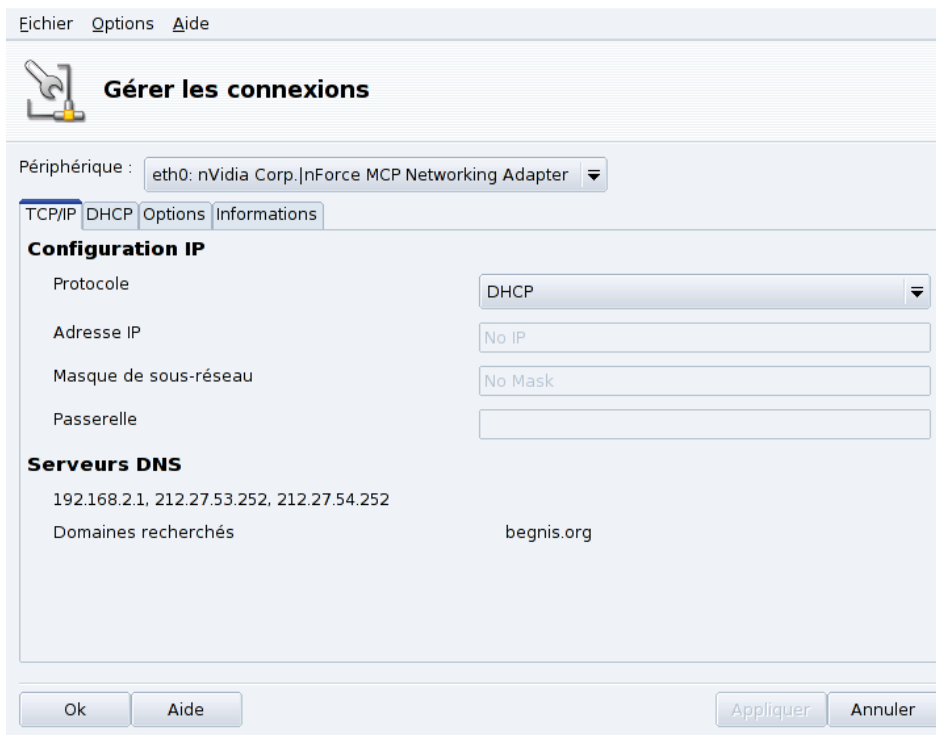 Fichier Options Aide
Gérer les connexions
Périphérique : eth0: nVidia Corp.|nForce MCP Networking Adapter
TCP/IP DHCP Options Informations
Configuration IP
Protocole DHCP
Adresse IP No IP
Masque de sous-réseau No Mask
Passerelle
Serveurs DNS
192.168.2.1, 212.27.53.252, 212.27.54.252
Domaines recherchés begnis.org
Ok Aide Appliquer Annuler